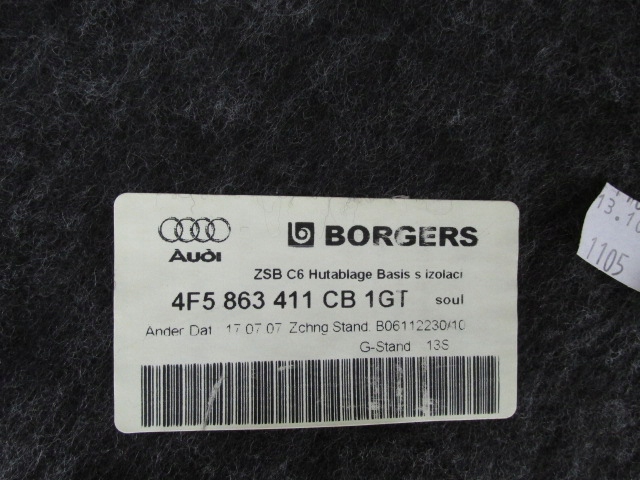 Audi
BORGERS
ZSB C6 Hutablage Basis s izolaci
4F5 863 411 CB 1GT soul
Ander Dat 17 07 07 Zchng Stand. B06112230/10
G-Stand 13S
1105